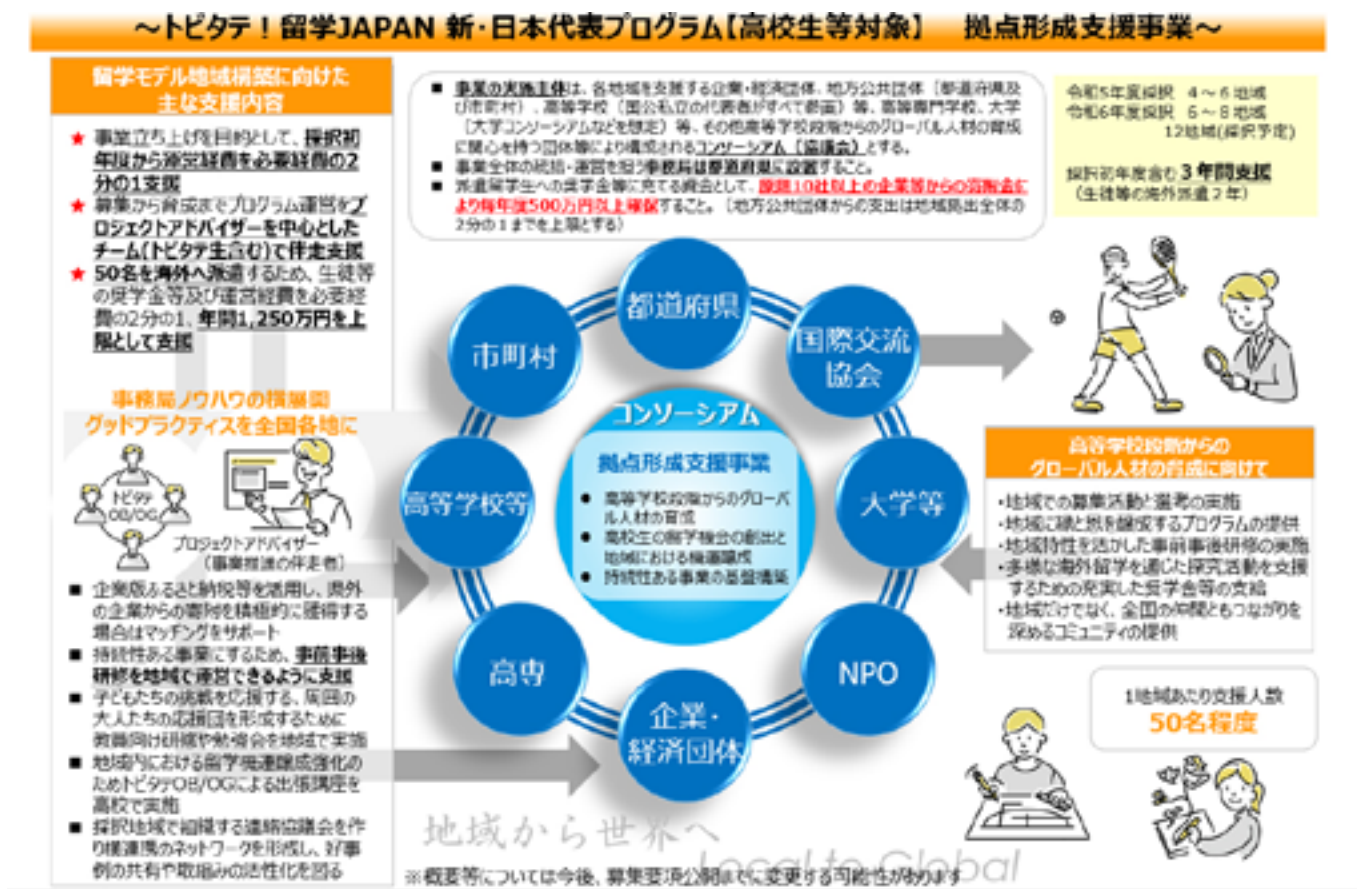 ～トビタテ！留学JAPAN 新・日本代表プログラム【高校生等対象】　拠点形成支援事業～
留学モデル地域構築に向けた
主な支援内容
★ 事業立ち上げを目的として、採択初
年度から運営経費を必要経費の2
分の1支援
★ 募集から育成までプログラム運営をプ
ロジェクトアドバイザーを中心とした
チーム(トビタテ生含む)で伴走支援
★ 50名を海外へ派遣するため、生徒等
の奨学金等及び運営経費を必要経
費の2分の1、年間1,250万円を上
限として支援
事務局ノウハウの横展開
グッドプラクティスを全国各地に
トビタテ
OB/OG
プロジェクトアドバイザー
（事業推進の伴走者）
■ 企業版ふるさと納税等を活用し、県外
の企業からの寄附を積極的に獲得する
場合はマッチングをサポート
■ 持続性ある事業にするため、事前事後
研修を地域で運営できるように支援
■ 子どもたちの挑戦を応援する、周囲の
大人たちの応援団を形成するために
教員向け研修や勉強会を地域で実施
■ 地域内における留学機運醸成強化の
ためトビタテOB/OGによる出張講座を
高校で実施
■ 採択地域で組織する連絡協議会を作
り横連携のネットワークを形成し、好事
例の共有や取組みの活性化を図る
■ 事業の実施主体は、各地域を支援する企業・経済団体、地方公共団体（都道府県及
び市町村）、高等学校（国公私立の代表者がすべて参画）等、高等専門学校、大学
（大学コンソーシアムなどを想定）等、その他高等学校段階からのグローバル人材の育成
に関心を持つ団体等により構成されるコンソーシアム（協議会）とする。
■ 事業全体の統括・運営を担う事務局は都道府県に設置すること。
■ 派遣留学生への奨学金等に充てる資金として、原則10社以上の企業等からの寄附金に
より毎年度500万円以上確保すること。（地方公共団体からの支出は地域拠出全体の
2分の1までを上限とする）
令和5年度採択 4～6地域
令和6年度採択 6～8地域
12地域(採択予定)
採択初年度含む3年間支援
（生徒等の海外派遣2年）
都道府県
市町村
国際交流
協会
高等学校等
大学等
高専
NPO
企業・
経済団体
コンソーシアム
拠点形成支援事業
● 高等学校段階からのグローバ
ル人材の育成
● 高校生の留学機会の創出と
地域における機運醸成
● 持続性ある事業の基盤構築
高等学校段階からの
グローバル人材の育成に向けて
・地域での募集活動と選考の実施
・地域に縁と絆を醸成するプログラムの提供
・地域特性を活かした事前事後研修の実施
・多様な海外留学を通じた探究活動を支援
するための充実した奨学金等の支給
・地域だけでなく、全国の仲間ともつながりを
深めるコミュニティの提供
1地域あたり支援人数
50名程度
地域から世界へ
Local to Global
※概要等については今後、募集要項公開までに変更する可能性があります